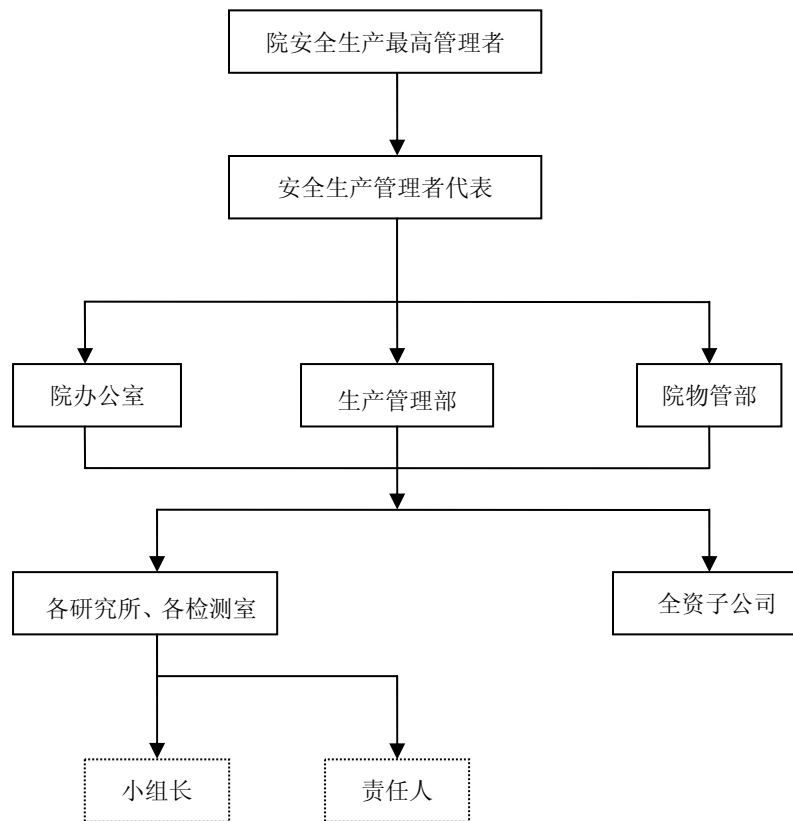 院安全生产最高管理者
安全生产管理者代表
院办公室
生产管理部
院物管部
各研究所、各检测室
全资子公司
小组长
责任人